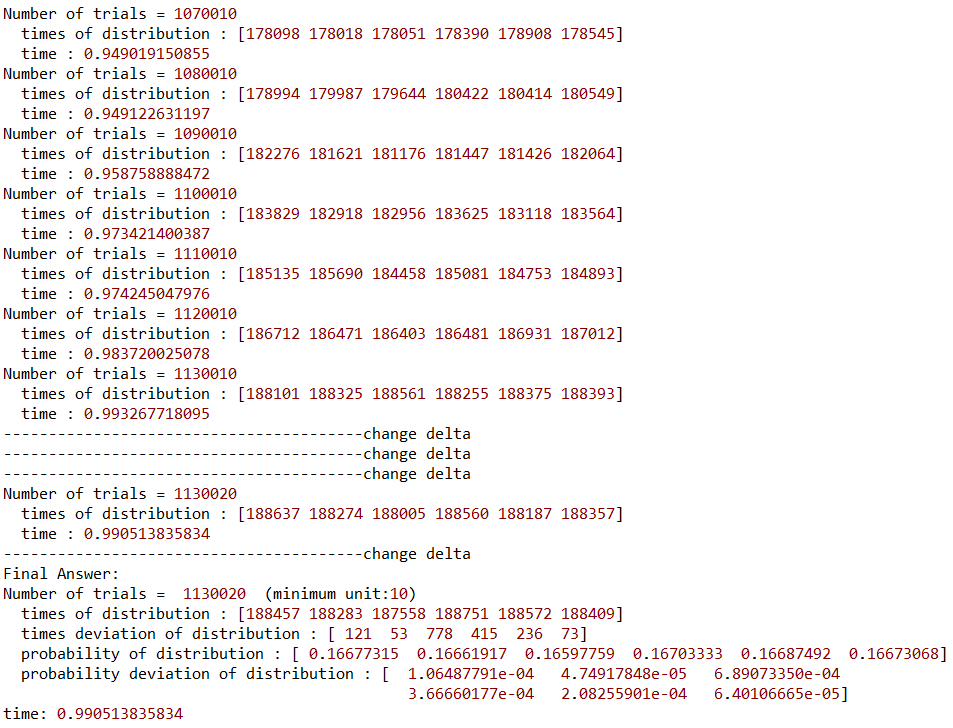 Number of trials = 1070010
times of distribution : [178098 178018 178051 178390 178908 178545]
time : 0.949019150855
Number of trials = 1080010
times of distribution : [178994 179987 179644 180422 180414 180549]
time : 0.949122631197
Number of trials = 1090010
times of distribution : [182276 181621 181176 181447 181426 182064]
time : 0.958758888472
Number of trials = 1100010
times of distribution : [183829 182918 182956 183625 183118 183564]
time : 0.973421400387
Number of trials = 1110010
times of distribution : [185135 185690 184458 185081 184753 184893]
time : 0.974245047976
Number of trials = 1120010
times of distribution : [186712 186471 186403 186481 186931 187012]
time : 0.983720025078
Number of trials = 1130010
times of distribution : [188101 188325 188561 188255 188375 188393]
time : 0.993267718095
----------------------------------------change delta
----------------------------------------change delta
----------------------------------------change delta
Number of trials = 1130020
times of distribution : [188637 188274 188005 188560 188187 188357]
time : 0.990513835834
----------------------------------------change delta
Final Answer:
Number of trials =  1130020  (minimum unit:10)
times of distribution : [188457 188283 187558 188751 188572 188409]
times deviation of distribution : [ 121  53  778  415  236  73]
probability of distribution : [ 0.16677315  0.16661917  0.16597759  0.16703333  0.16687492  0.16673068]
probability deviation of distribution : [  1.06487791e-04   4.74917848e-05   6.89073350e-04
3.66660177e-04   2.08255901e-04   6.40106665e-05]
time: 0.990513835834